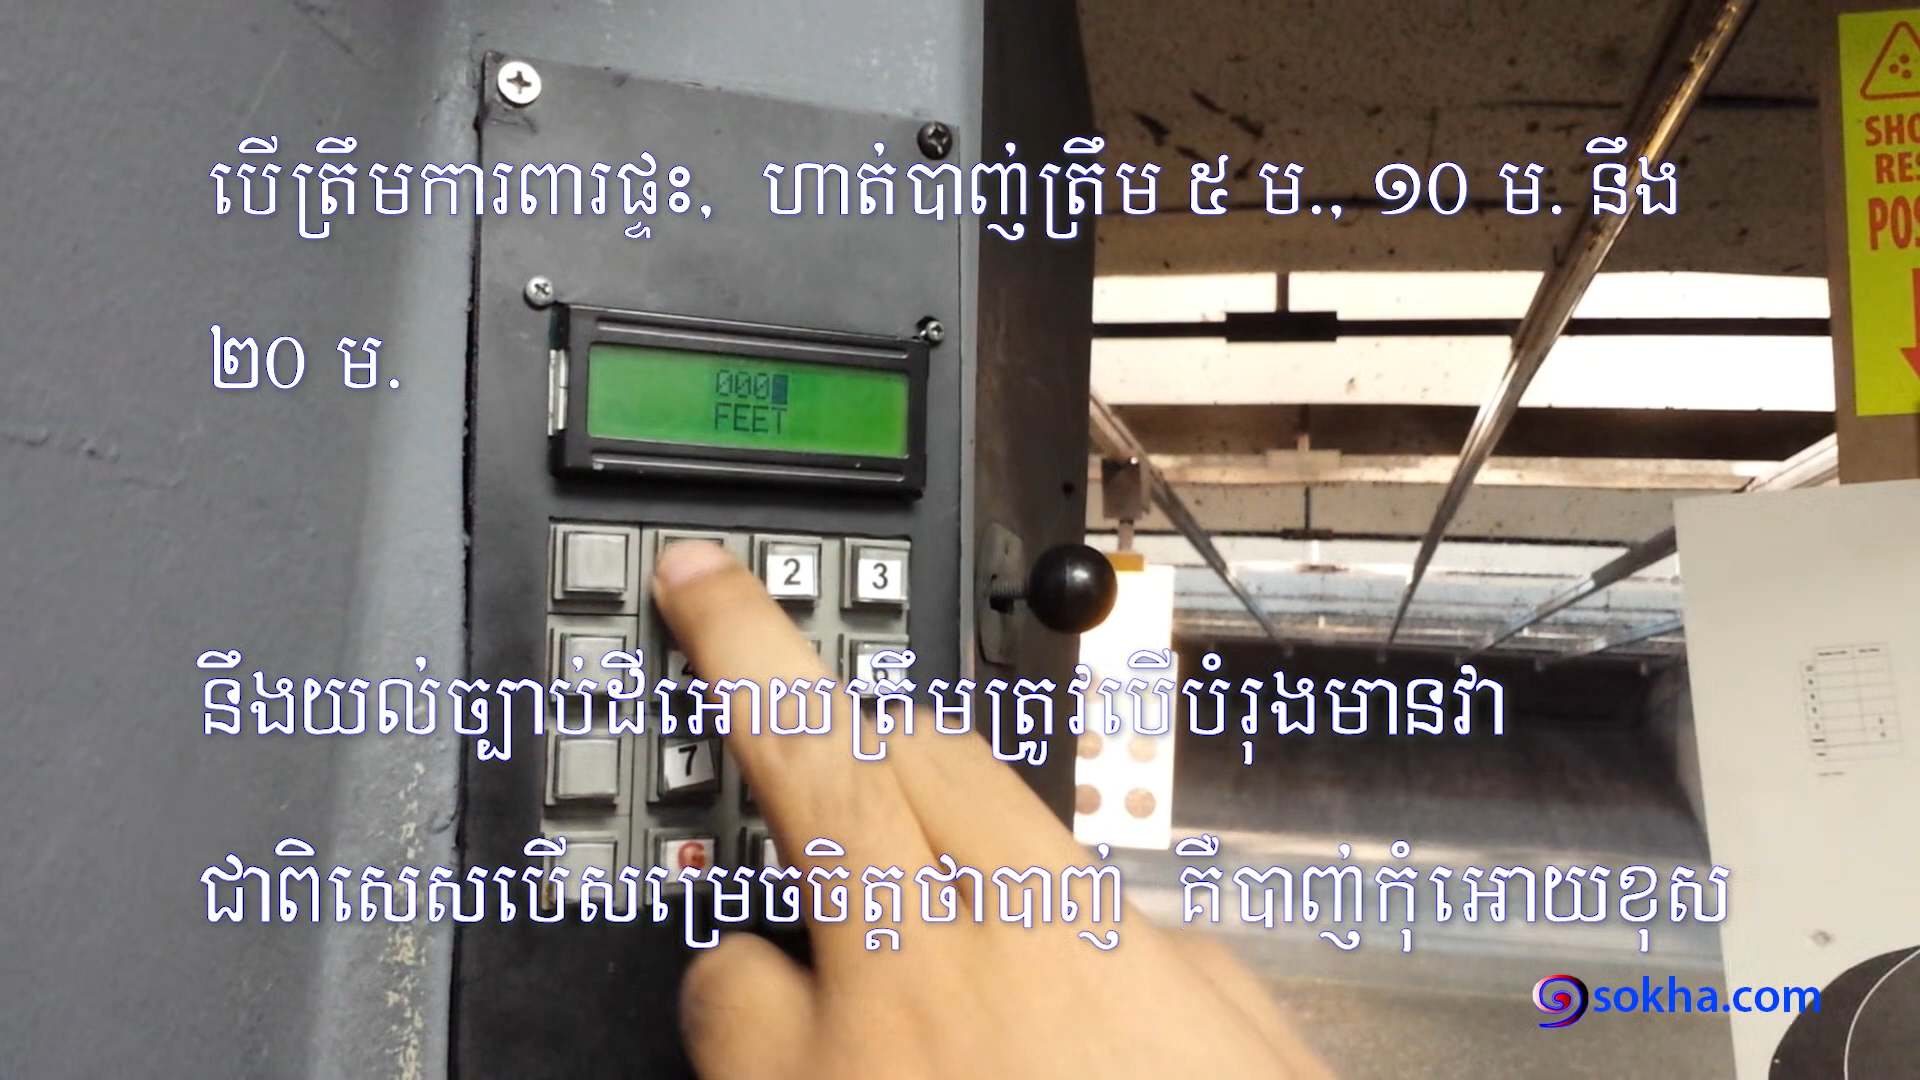 បើត្រឹមការពារផ្ទះ, ហាត់បាញ់ត្រឹម ៥ ម., ១០ ម. នឹង
២០ ម.
000
FEET
2
3
នឹងយល់ច្បាប់ដីអោយត្រឹមត្រូវបើបំរុងមានវា
7
ជាពិសេសបើសម្រេចចិត្តថាបាញ់ គឺបាញ់កុំអោយខុស
sokha.com